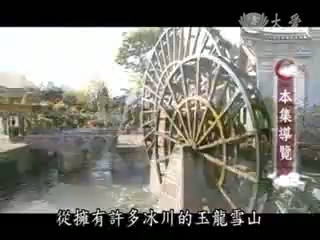 大愛
本集導覽
從擁有許多冰川的玉龍雪山